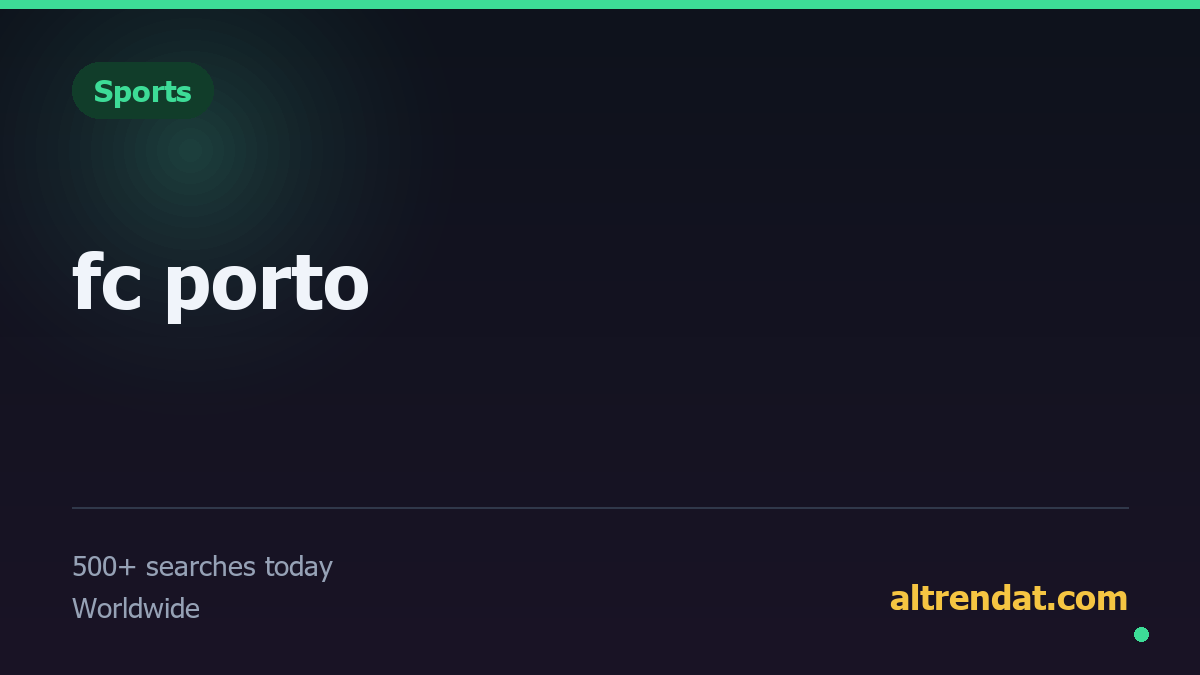 Sports
fc porto
500+ searches today
Worldwide
altrendat.com